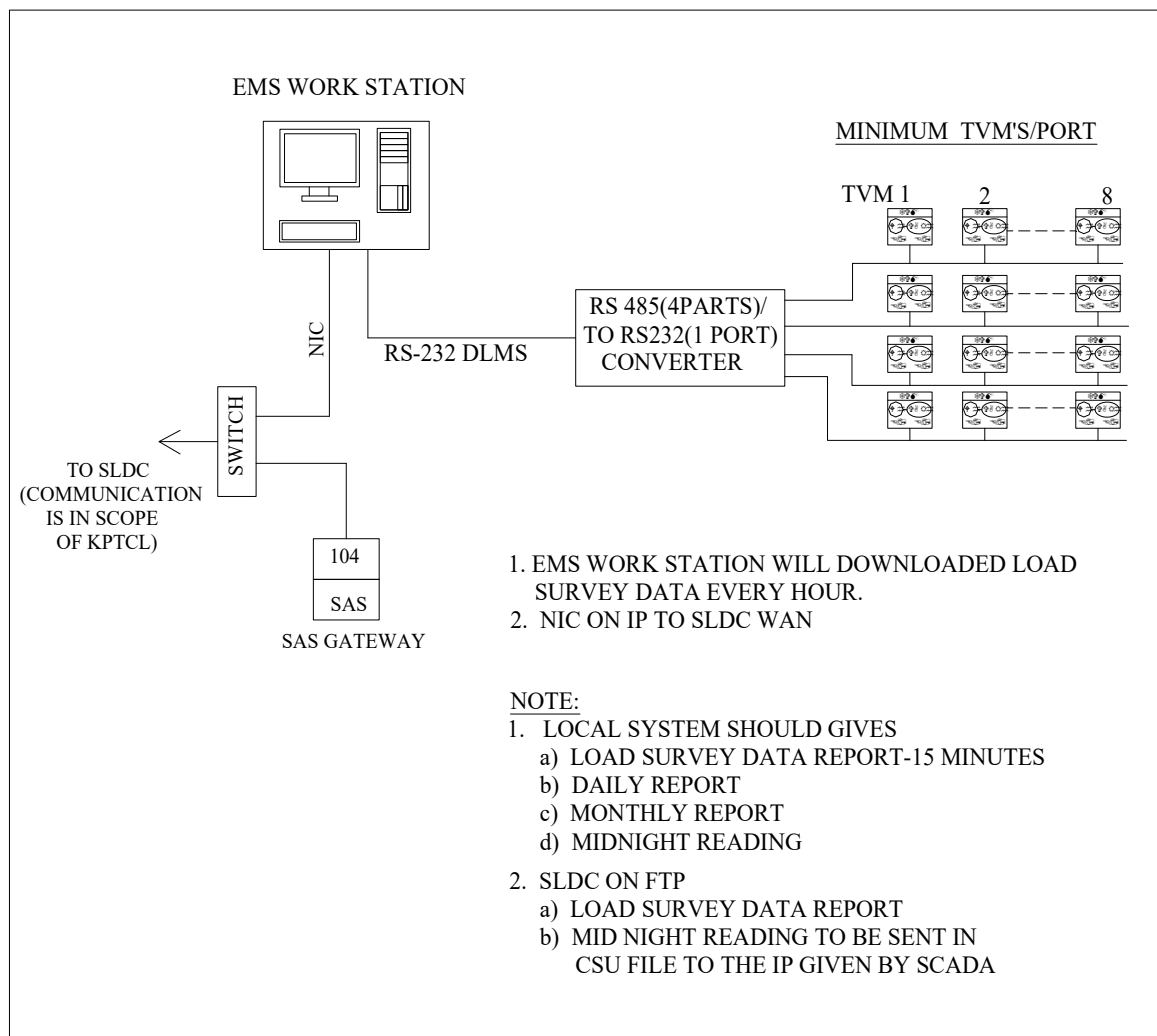 EMS WORK STATION
MINIMUM TVM'S/PORT
TVM 1 2 8
RS 485(4PARTS)/
TO RS232(1 PORT)
CONVERTER
NIC
RS-232 DLMS
SWITCH
TO SLDC
(COMMUNICATION
IS IN SCOPE
OF KPTCL)
104
SAS
SAS GATEWAY
1. EMS WORK STATION WILL DOWNLOADED LOAD
SURVEY DATA EVERY HOUR.
2. NIC ON IP TO SLDC WAN
NOTE:
1. LOCAL SYSTEM SHOULD GIVES
a) LOAD SURVEY DATA REPORT-15 MINUTES
b) DAILY REPORT
c) MONTHLY REPORT
d) MIDNIGHT READING
2. SLDC ON FTP
a) LOAD SURVEY DATA REPORT
b) MID NIGHT READING TO BE SENT IN
CSU FILE TO THE IP GIVEN BY SCADA